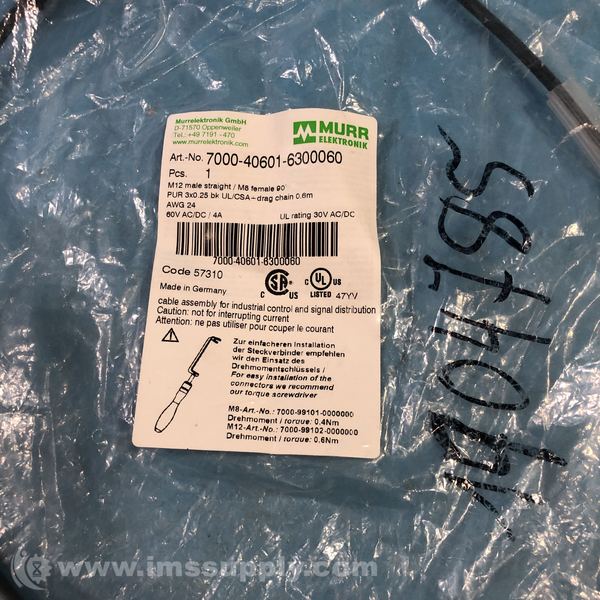 Murrelektronik GmbH
D-71570 Oppenweiler
Tel.: +49 7191 - 470
www.murrelektronik.com
MURR
ELEKTRONIK
Art.-No. 7000-40601-6300060
Pcs. 1
M12 male straight / M8 female 90°
PUR 3x0.25 bk UL/CSA - drag chain 0.6m
AWG 24
60V AC/DC / 4A UL rating 30V AC/DC
7000-40601-6300060
Code 57310
Made in Germany
C SA US
C UL US
LISTED 47YV
cable assembly for industrial control and signal distribution
Caution: not for interrupting current
Attention: ne pas utiliser pour couper le courant
Zur einfacheren Installation
der Steckverbinder empfehlen
wir den Einsatz des
Drehmomentschlüssels /
For easy installation of the
connectors we recommend
our torque screwdriver
M8-Art.-No.: 7000-99101-0000000
Drehmoment / torque: 0.4Nm
M12-Art.-No.: 7000-99102-0000000
Drehmoment / torque: 0.6Nm
www.imssupply.com